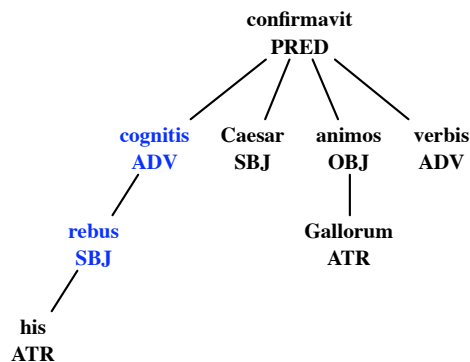 confirmavit
PRED
cognitis Caesar animos verbis
ADV SBJ OBJ ADV
rebus Gallorum
SBJ ATR
his
ATR